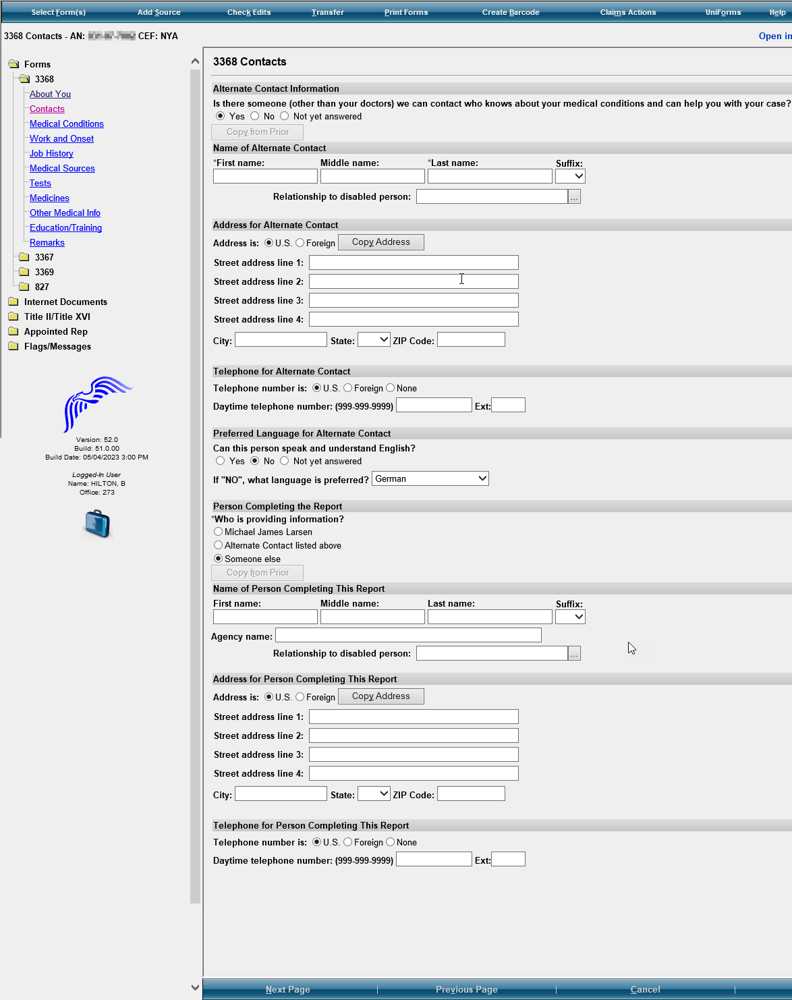 Select Form(s) Add Source Check Edits Transfer Print Forms Create Barcode Claims Actions UniForms Help
3368 Contacts - AN: CEF: NYA
Open in
Forms
3368
About You
Contacts
Medical Conditions
Work and Onset
Job History
Medical Sources
Tests
Medicines
Other Medical Info
Education/Training
Remarks
3367
3369
827
Internet Documents
Title II/Title XVI
Appointed Rep
Flags/Messages
Version: 52.0
Build: 51.0.00
Build Date: 05/04/2023 3:00 PM
Logged-In User
Name: HILTON, B
Office: 273
3368 Contacts
Alternate Contact Information
Is there someone (other than your doctors) we can contact who knows about your medical conditions and can help you with your case?
Yes No Not yet answered
Copy from Prior
Name of Alternate Contact
*First name: Middle name: *Last name: Suffix:
Relationship to disabled person: ...
Address for Alternate Contact
Address is: U.S. Foreign Copy Address
Street address line 1:
Street address line 2:
Street address line 3:
Street address line 4:
City: State: ZIP Code:
Telephone for Alternate Contact
Telephone number is: U.S. Foreign None
Daytime telephone number: (999-999-9999) Ext:
Preferred Language for Alternate Contact
Can this person speak and understand English?
Yes No Not yet answered
If "NO", what language is preferred? German
Person Completing the Report
*Who is providing information?
Michael James Larsen
Alternate Contact listed above
Someone else
Copy from Prior
Name of Person Completing This Report
First name: Middle name: Last name: Suffix:
Agency name:
Relationship to disabled person: ...
Address for Person Completing This Report
Address is: U.S. Foreign Copy Address
Street address line 1:
Street address line 2:
Street address line 3:
Street address line 4:
City: State: ZIP Code:
Telephone for Person Completing This Report
Telephone number is: U.S. Foreign None
Daytime telephone number: (999-999-9999) Ext:
Next Page | Previous Page | Cancel |